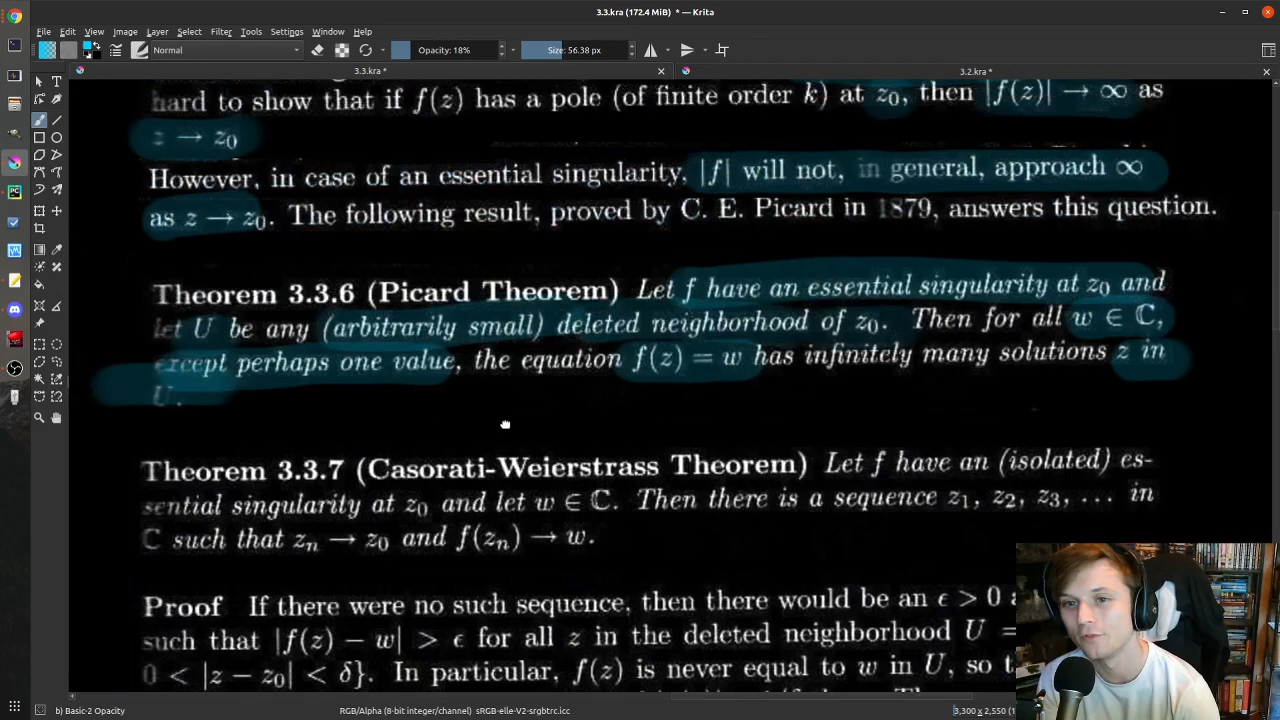 3.3.kra (172.4 MiB) * — Krita
File Edit View Image Layer Select Filter Tools Settings Window Help
Normal Opacity: 18% Size: 56.38 px
3.3.kra * 3.2.kra *
hard to show that if f(z) has a pole (of finite order k) at z₀, then |f(z)| → ∞ as
z → z₀
However, in case of an essential singularity, |f| will not, in general, approach ∞
as z → z₀. The following result, proved by C. E. Picard in 1879, answers this question.
Theorem 3.3.6 (Picard Theorem) Let f have an essential singularity at z₀ and
let U be any (arbitrarily small) deleted neighborhood of z₀. Then for all w ∈ ℂ,
except perhaps one value, the equation f(z) = w has infinitely many solutions z in
U.
Theorem 3.3.7 (Casorati-Weierstrass Theorem) Let f have an (isolated) es-
sential singularity at z₀ and let w ∈ ℂ. Then there is a sequence z₁, z₂, z₃, ... in
ℂ such that zₙ → z₀ and f(zₙ) → w.
Proof If there were no such sequence, then there would be an ϵ > 0
such that |f(z) − w| > ϵ for all z in the deleted neighborhood U =
0 < |z − z₀| < δ}. In particular, f(z) is never equal to w in U, so
b) Basic-2 Opacity RGB/Alpha (8-bit integer/channel) sRGB-elle-V2-srgbtrc.icc 3,300 x 2,550 (1